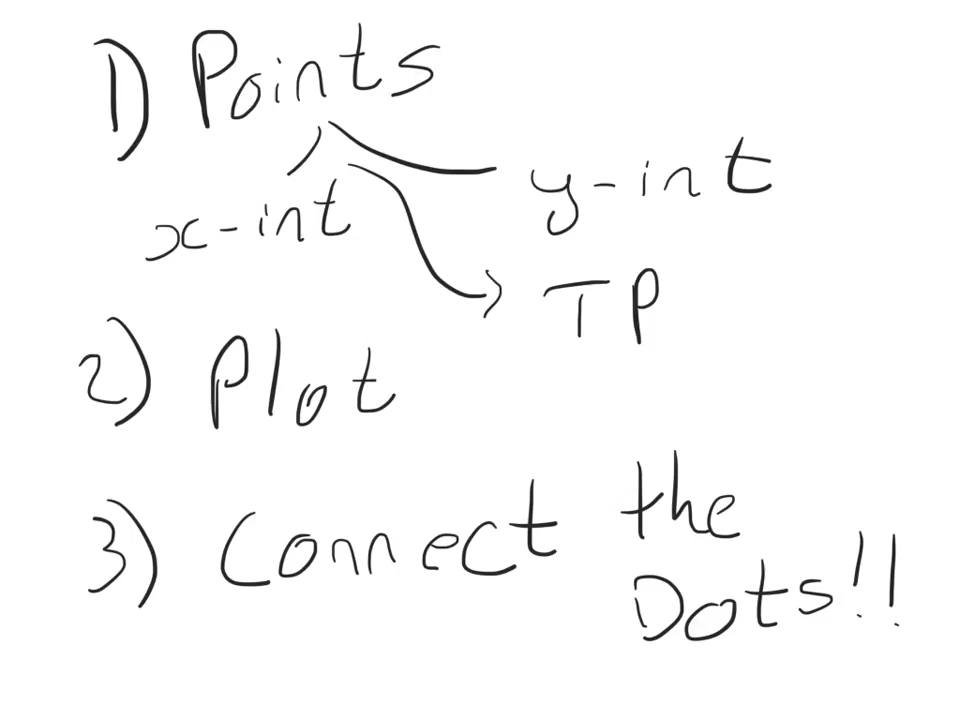 1) Points
y-int
x-int
TP
2) Plot
3) Connect the
Dots!!